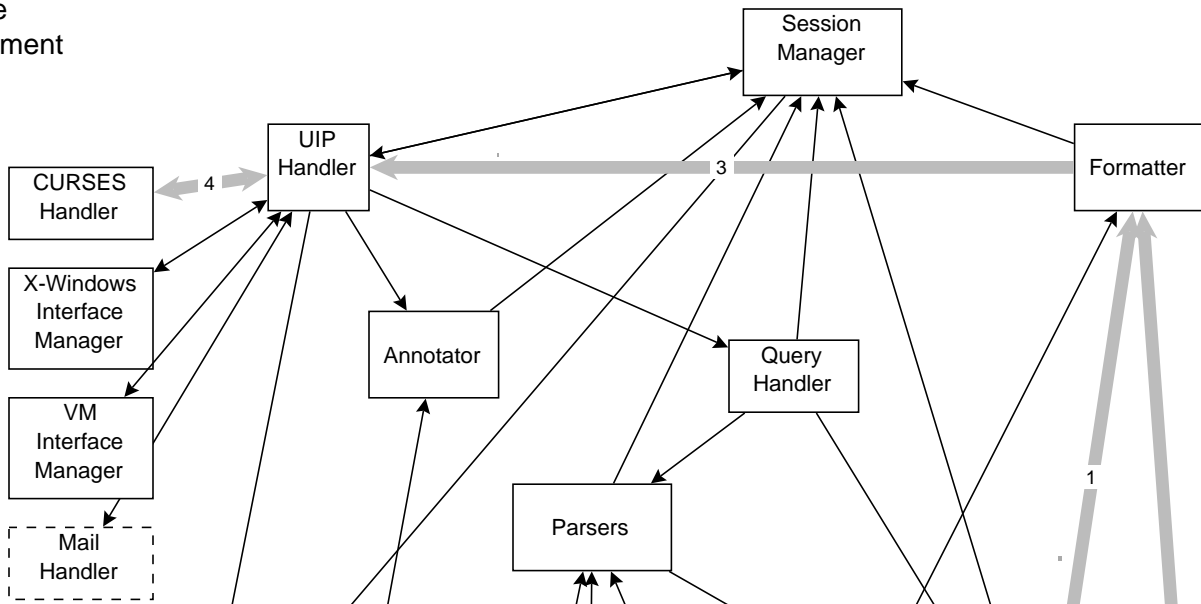 e
ment
Session
Manager
UIP
Handler
3
Formatter
CURSES
Handler
4
X-Windows
Interface
Manager
Annotator
Query
Handler
VM
Interface
Manager
1
Parsers
Mail
Handler